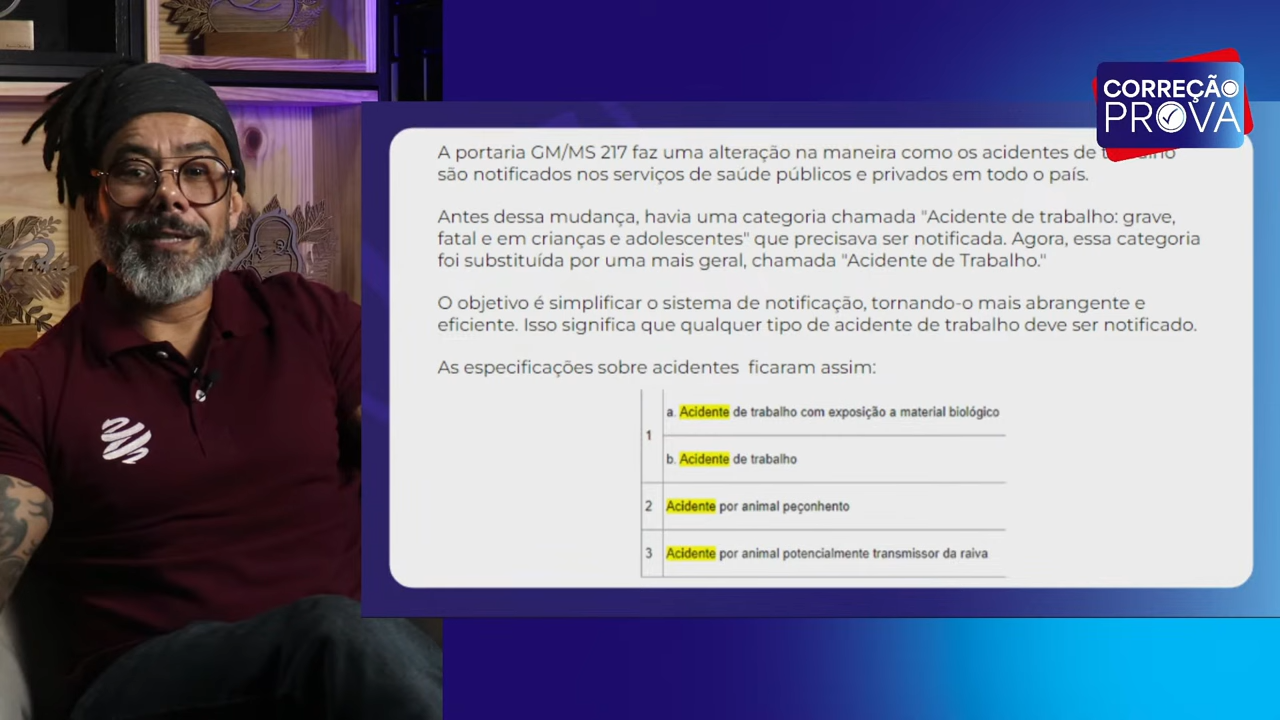 CORREÇÃO
PROVA
A portaria GM/MS 217 faz uma alteração na maneira como os acidentes de
são notificados nos serviços de saúde públicos e privados em todo o país.
Antes dessa mudança, havia uma categoria chamada "Acidente de trabalho: grave,
fatal e em crianças e adolescentes" que precisava ser notificada. Agora, essa categoria
foi substituída por uma mais geral, chamada "Acidente de Trabalho."
O objetivo é simplificar o sistema de notificação, tornando-o mais abrangente e
eficiente. Isso significa que qualquer tipo de acidente de trabalho deve ser notificado.
As especificações sobre acidentes ficaram assim:
1
a. Acidente de trabalho com exposição a material biológico
b. Acidente de trabalho
2 Acidente por animal peçonhento
3 Acidente por animal potencialmente transmissor da raiva